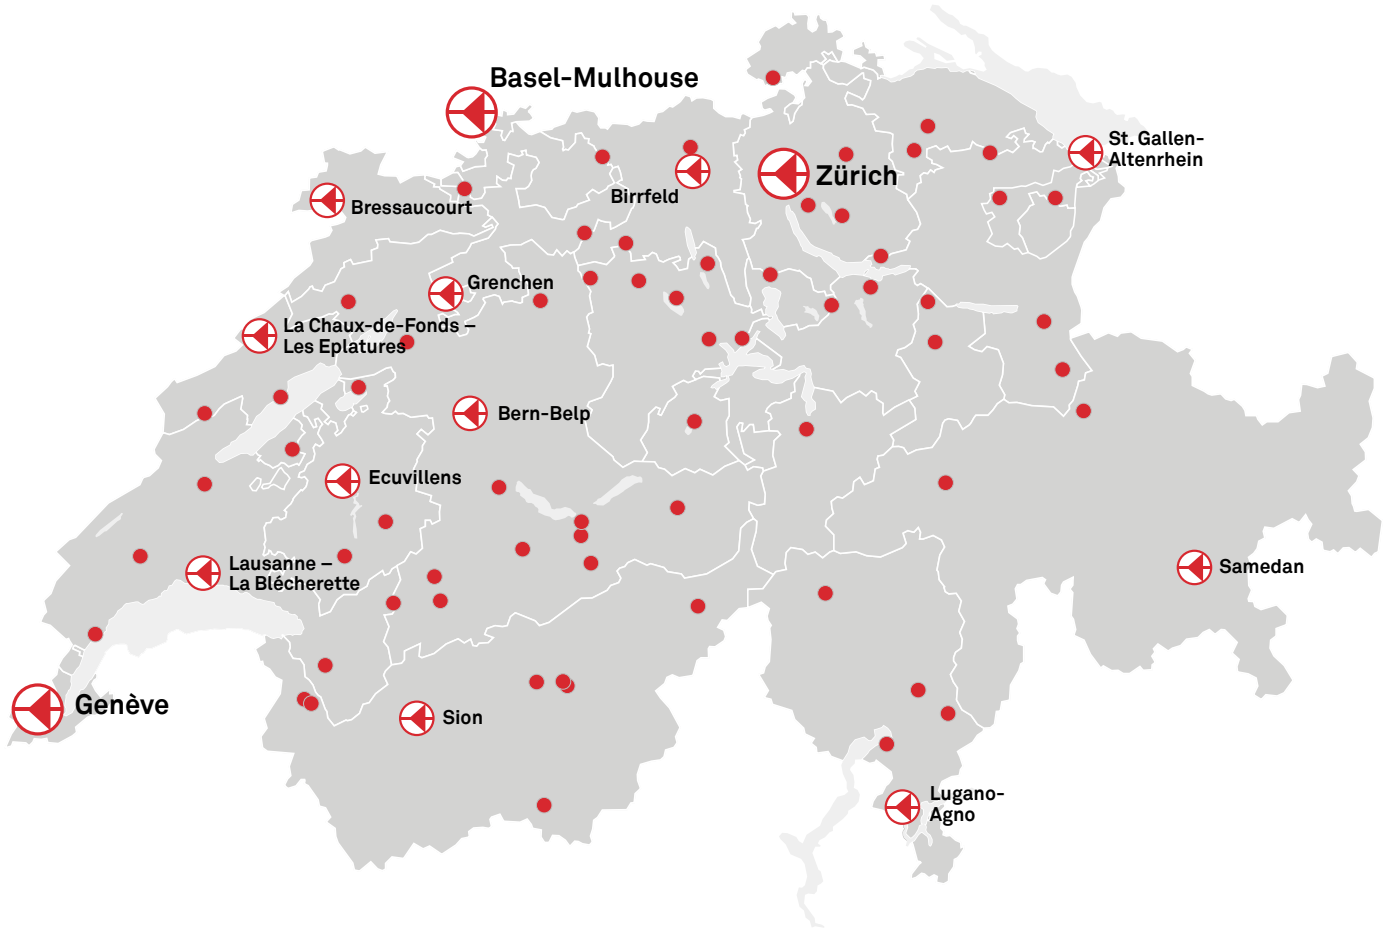 Basel-Mulhouse
St. Gallen-
Altenrhein
Zürich
Birrfeld
Bressaucourt
Grenchen
La Chaux-de-Fonds –
Les Eplatures
Bern-Belp
Ecuvillens
Lausanne –
La Blécherette
Samedan
Genève
Sion
Lugano-
Agno